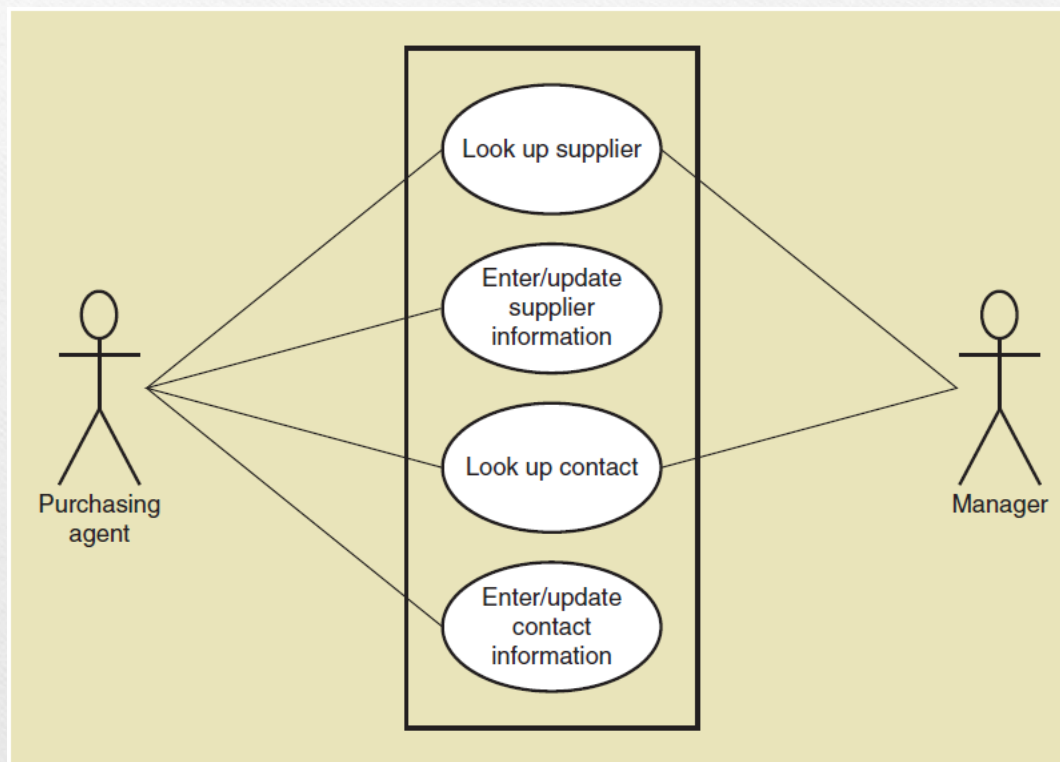 Look up supplier
Enter/update
supplier
information
Look up contact
Purchasing
agent
Manager
Enter/update
contact
information